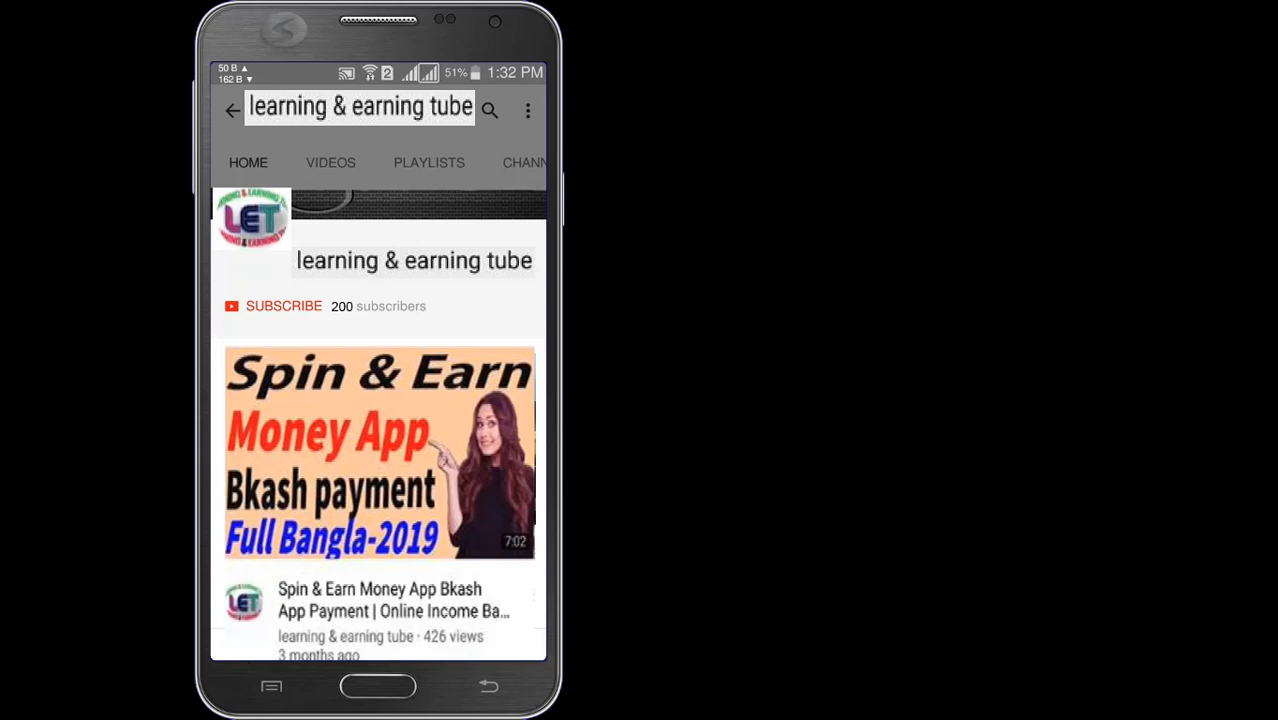 50 B
162 B
2
51%
1:32 PM
learning & earning tube
HOME VIDEOS PLAYLISTS CHANN
LET
learning & earning tube
SUBSCRIBE 200 subscribers
Spin & Earn
Money App
Bkash payment
Full Bangla-2019
7:02
LET
Spin & Earn Money App Bkash
App Payment | Online Income Ba...
learning & earning tube · 426 views
3 months ago